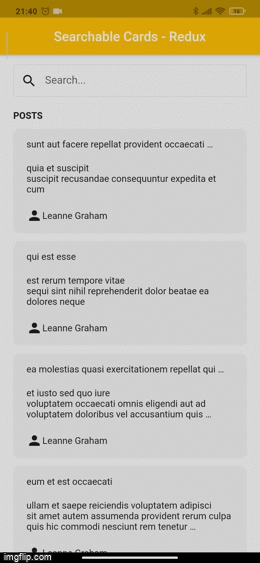 21:40
Searchable Cards - Redux
Search...
POSTS
sunt aut facere repellat provident occaecati ...
quia et suscipit
suscipit recusandae consequuntur expedita et
cum
Leanne Graham
qui est esse
est rerum tempore vitae
sequi sint nihil reprehenderit dolor beatae ea
dolores neque
Leanne Graham
ea molestias quasi exercitationem repellat qui ...
et iusto sed quo iure
voluptatem occaecati omnis eligendi aut ad
voluptatem doloribus vel accusantium quis ...
Leanne Graham
eum et est occaecati
ullam et saepe reiciendis voluptatem adipisci
sit amet autem assumenda provident rerum culpa
quis hic commodi nesciunt rem tenetur ...
Leanne Graham
imgflip.com